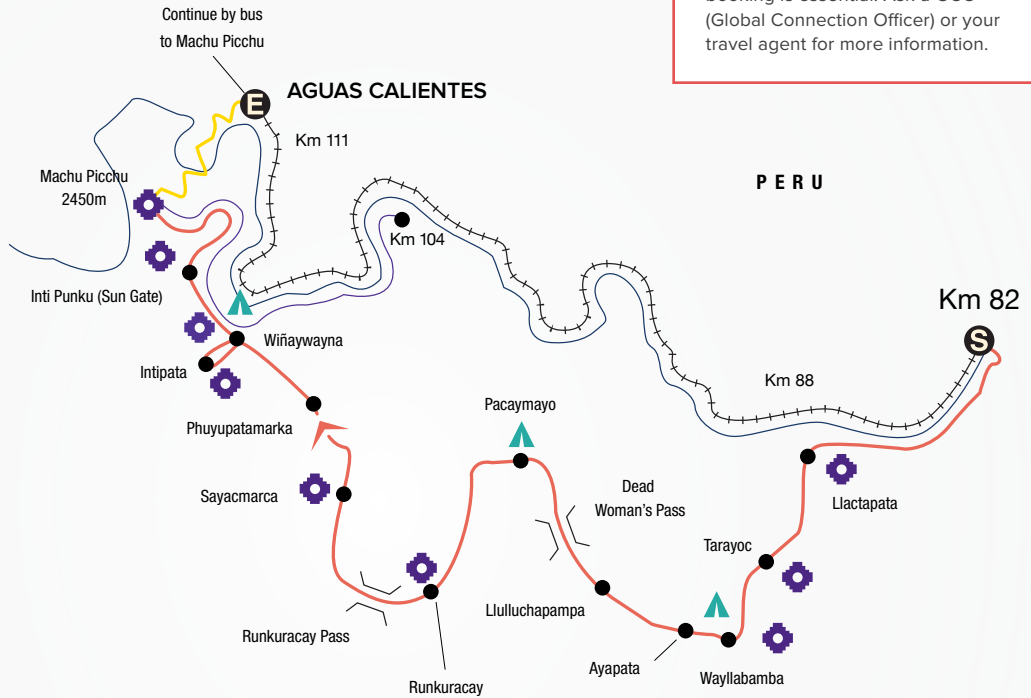 Continue by bus
to Machu Picchu
(Global Connection Officer) or your
travel agent for more information.
E
AGUAS CALIENTES
Km 111
Machu Picchu
2450m
PERU
Km 104
Inti Punku (Sun Gate)
Km 82
S
Wiñaywayna
Intipata
Km 88
Pacaymayo
Phuyupatamarka
Sayacmarca
Dead
Woman's Pass
Llactapata
Tarayoc
Llulluchapampa
Runkuracay Pass
Ayapata
Wayllabamba
Runkuracay